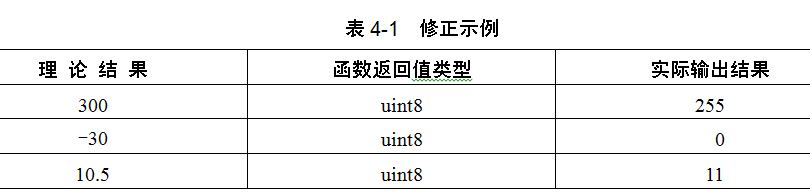 表 4-1 修正示例
理 论 结 果 函数返回值类型 实际输出结果
300 uint8 255
-30 uint8 0
10.5 uint8 11